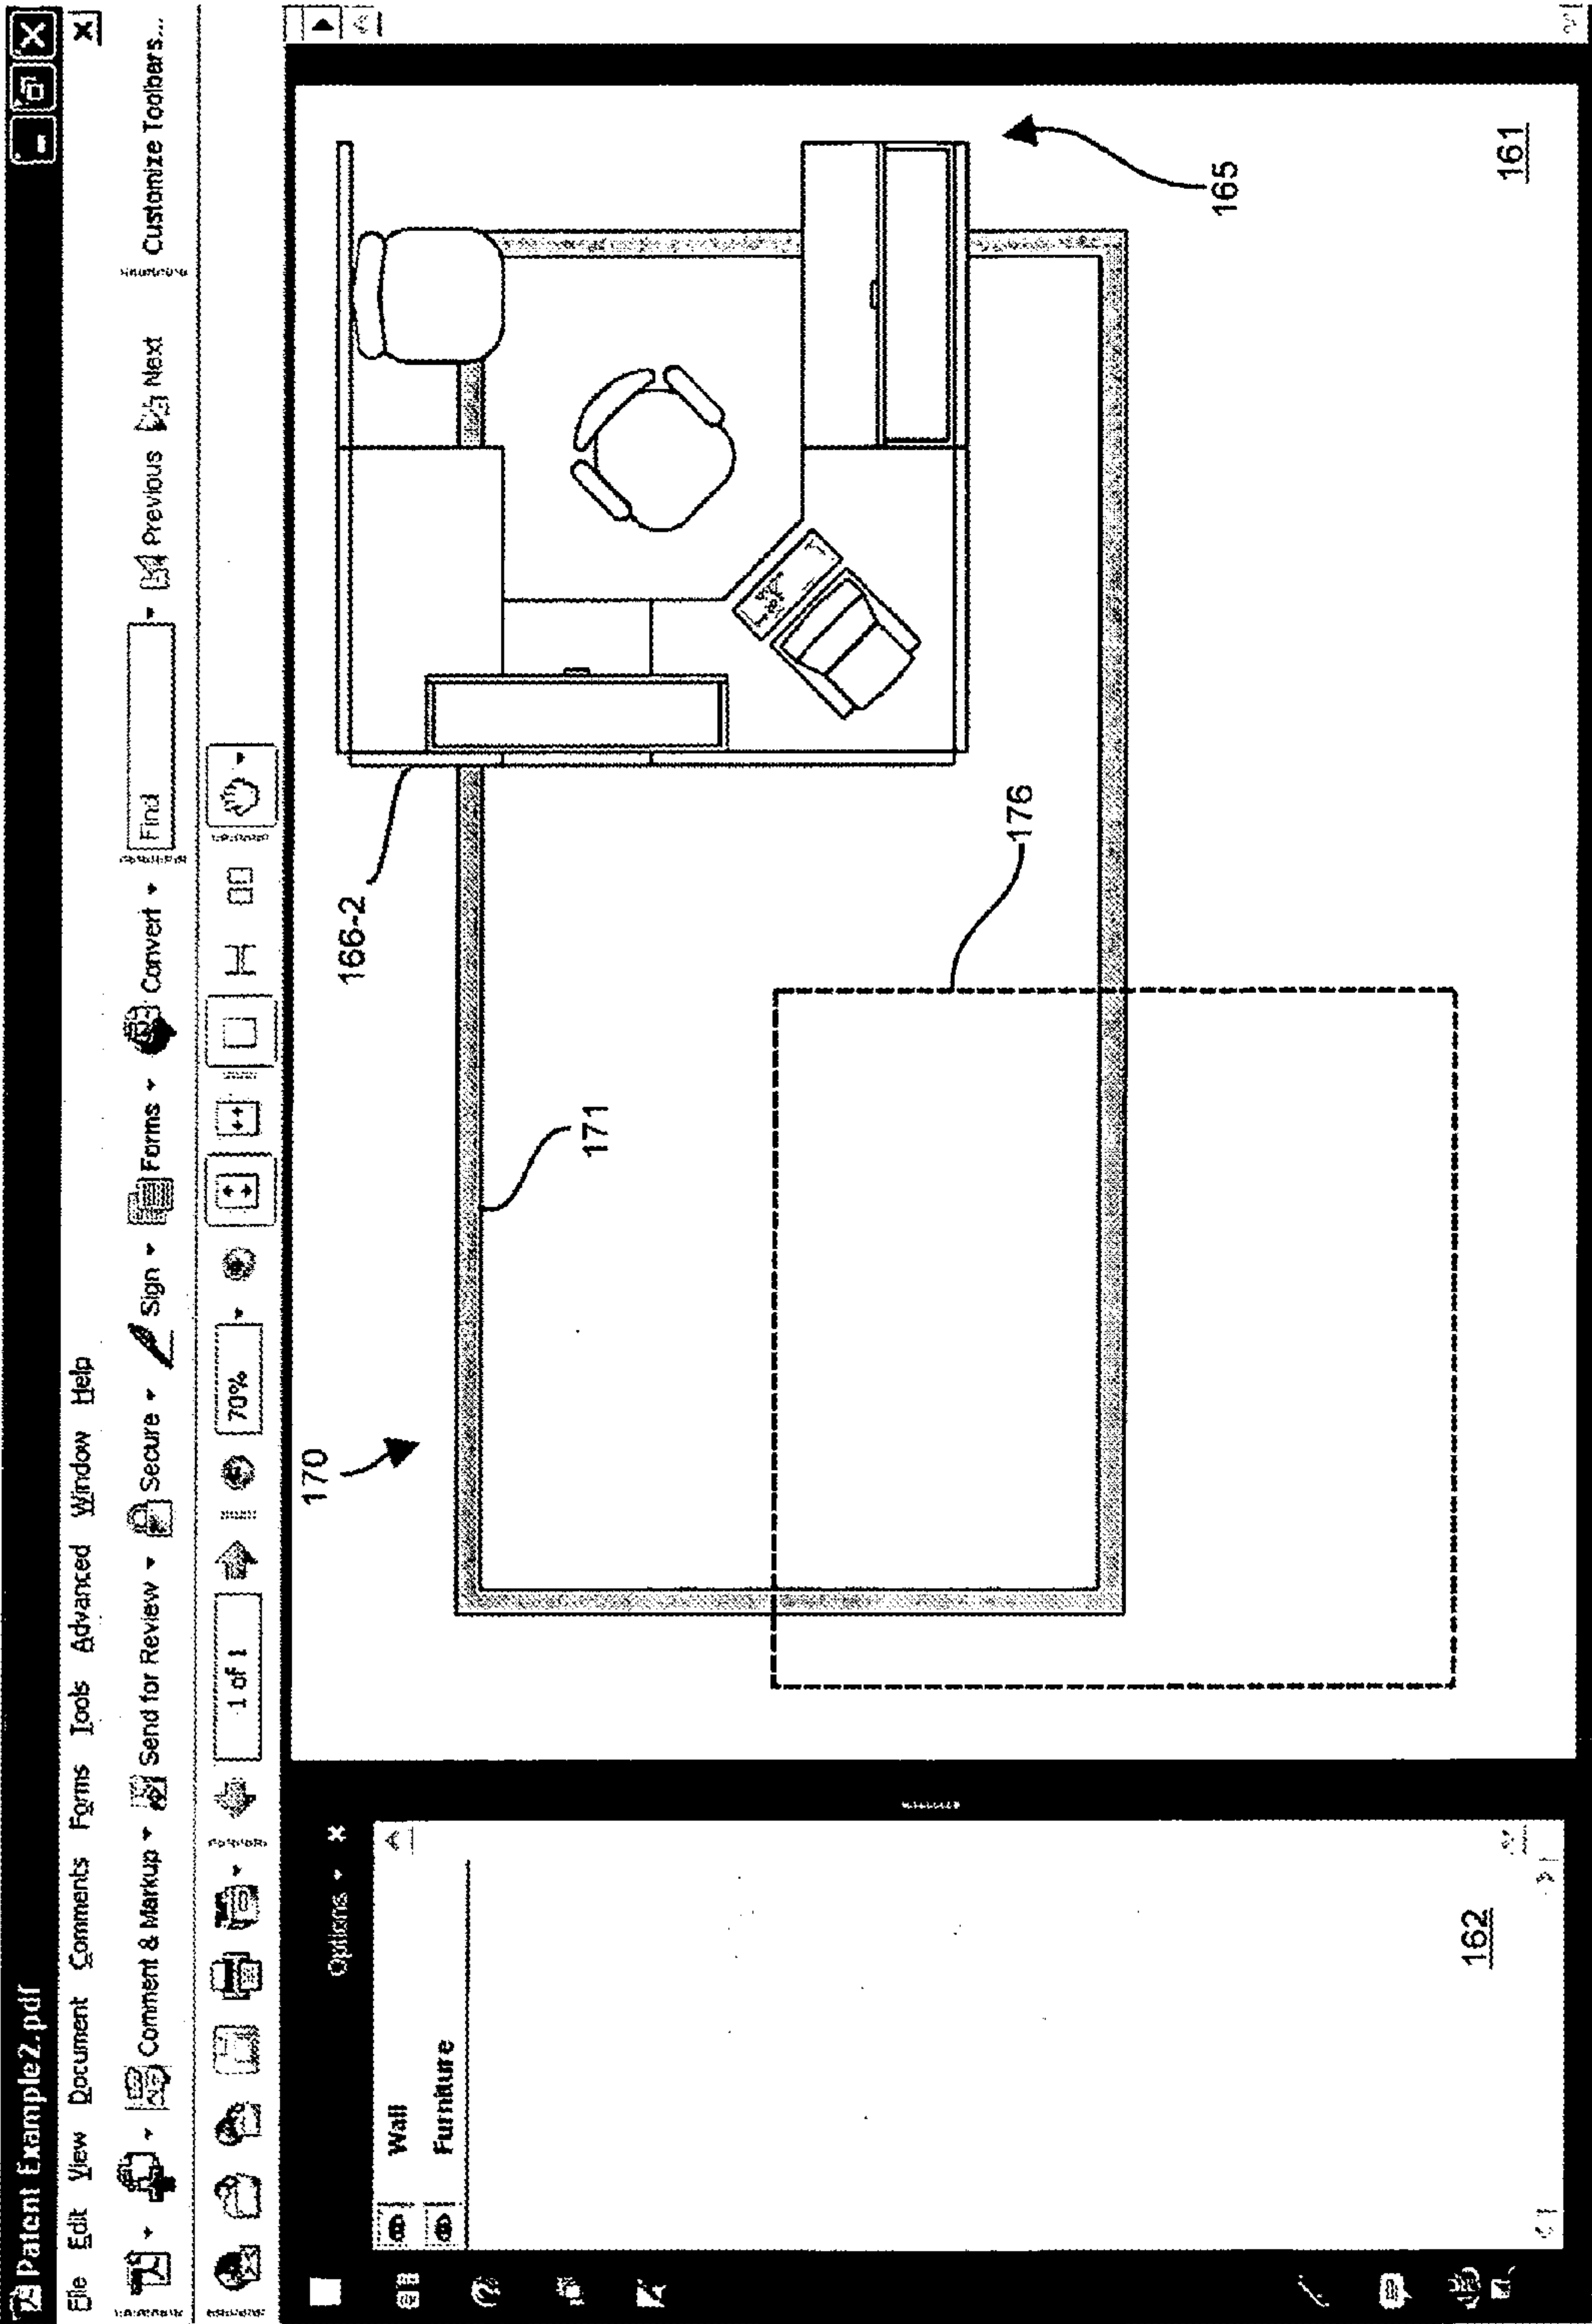 Patent Example2.pdf
File Edit View Document Comments Forms Tools Advanced Window Help
Comment & Markup Send for Review Secure Sign Forms Convert Find Previous Next Customize Toolbars...
1 of 1 70%
Options
Wall
Furniture
162
170
171
166-2
176
165
161